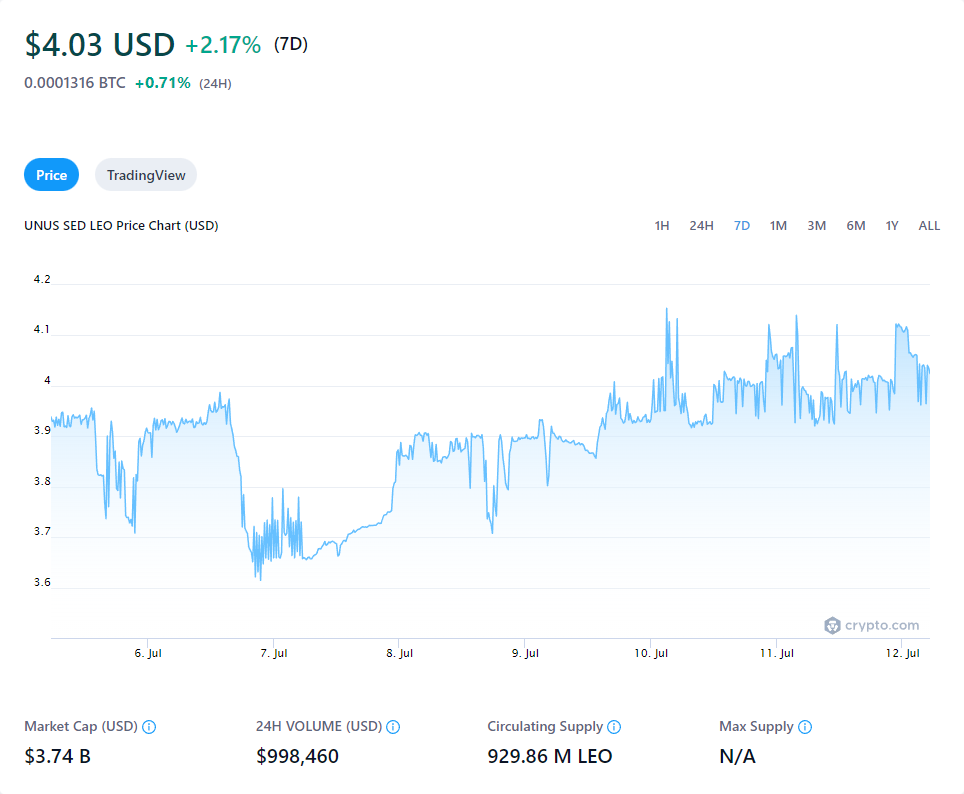 $4.03 USD +2.17% (7D)
0.0001316 BTC +0.71% (24H)
Price TradingView
UNUS SED LEO Price Chart (USD) 1H 24H 7D 1M 3M 6M 1Y ALL
4.2
4.1
4
3.9
3.8
3.7
3.6
crypto.com
6. Jul 7. Jul 8. Jul 9. Jul 10. Jul 11. Jul 12. Jul
Market Cap (USD) 24H VOLUME (USD) Circulating Supply Max Supply
$3.74 B $998,460 929.86 M LEO N/A